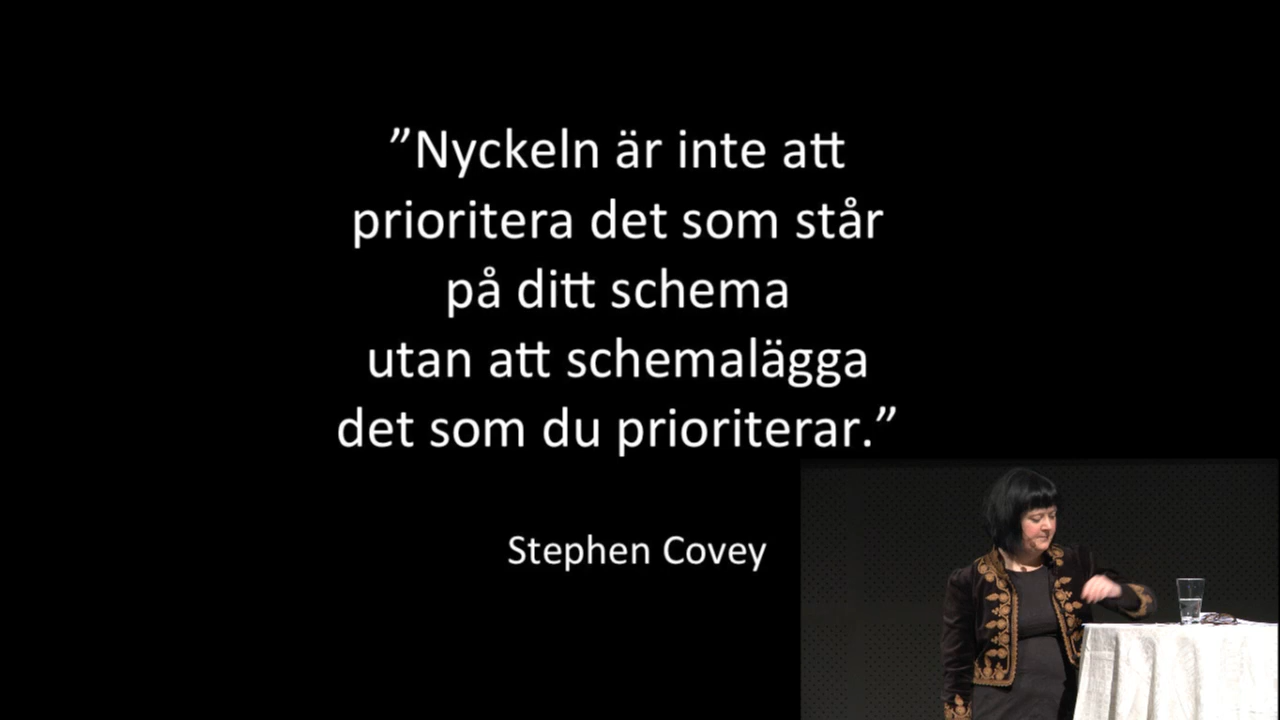 ”Nyckeln är inte att
prioritera det som står
på ditt schema
utan att schemalägga
det som du prioriterar.”
Stephen Covey